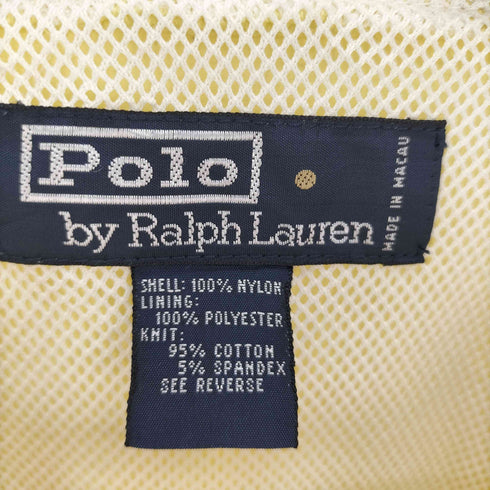 Polo
by Ralph Lauren
MADE IN MACAU
SHELL: 100% NYLON
LINING:
100% POLYESTER
KNIT:
95% COTTON
5% SPANDEX
SEE REVERSE